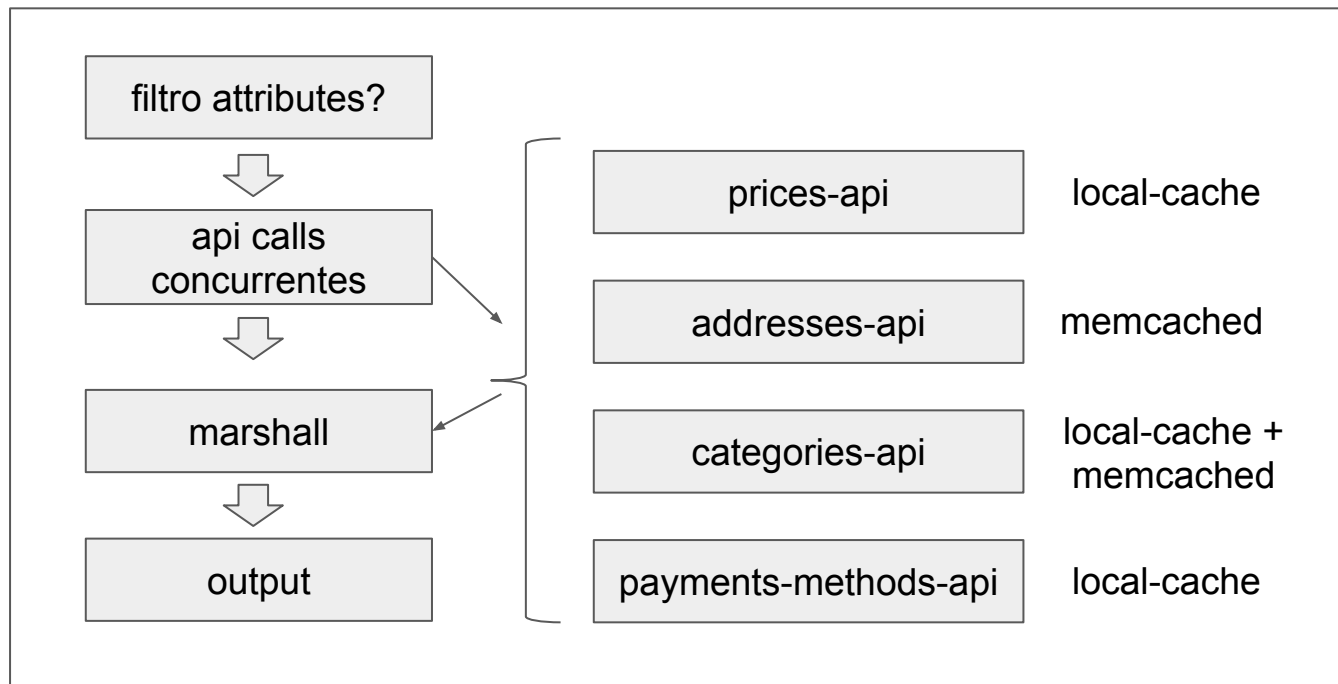 filtro attributes?
api calls
concurrentes
marshall
output
prices-api
local-cache
addresses-api
memcached
categories-api
local-cache +
memcached
payments-methods-api
local-cache